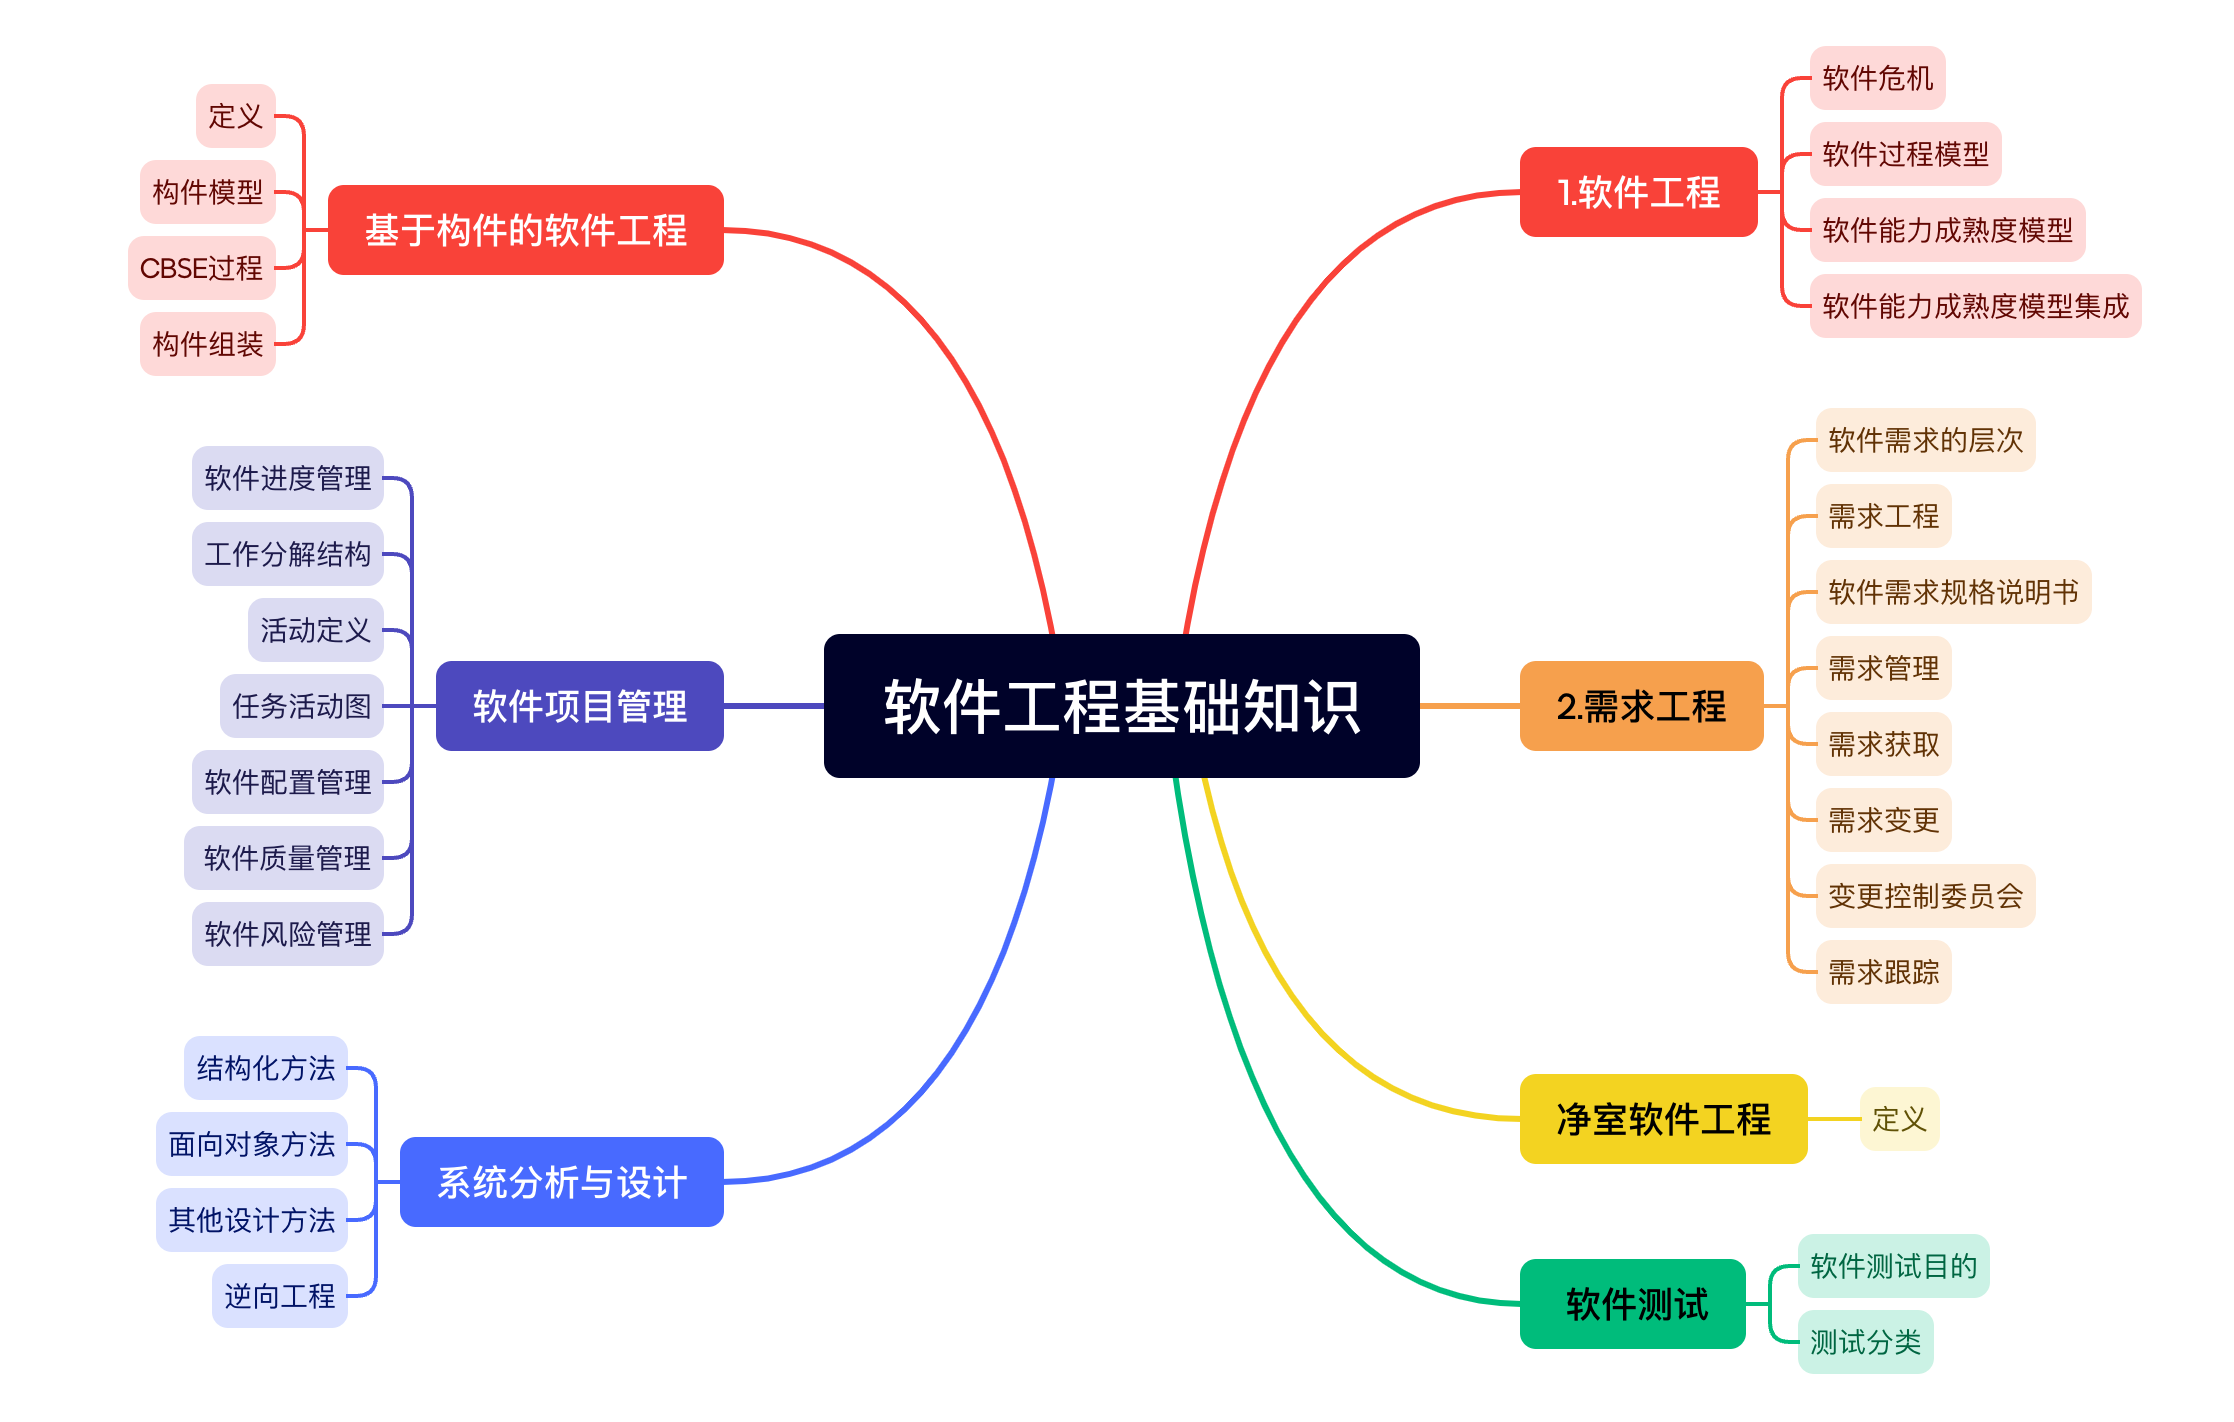 软件工程基础知识
1.软件工程
软件危机
软件过程模型
软件能力成熟度模型
软件能力成熟度模型集成
2.需求工程
软件需求的层次
需求工程
软件需求规格说明书
需求管理
需求获取
需求变更
变更控制委员会
需求跟踪
净室软件工程
定义
软件测试
软件测试目的
测试分类
基于构件的软件工程
定义
构件模型
CBSE过程
构件组装
软件项目管理
软件进度管理
工作分解结构
活动定义
任务活动图
软件配置管理
软件质量管理
软件风险管理
系统分析与设计
结构化方法
面向对象方法
其他设计方法
逆向工程